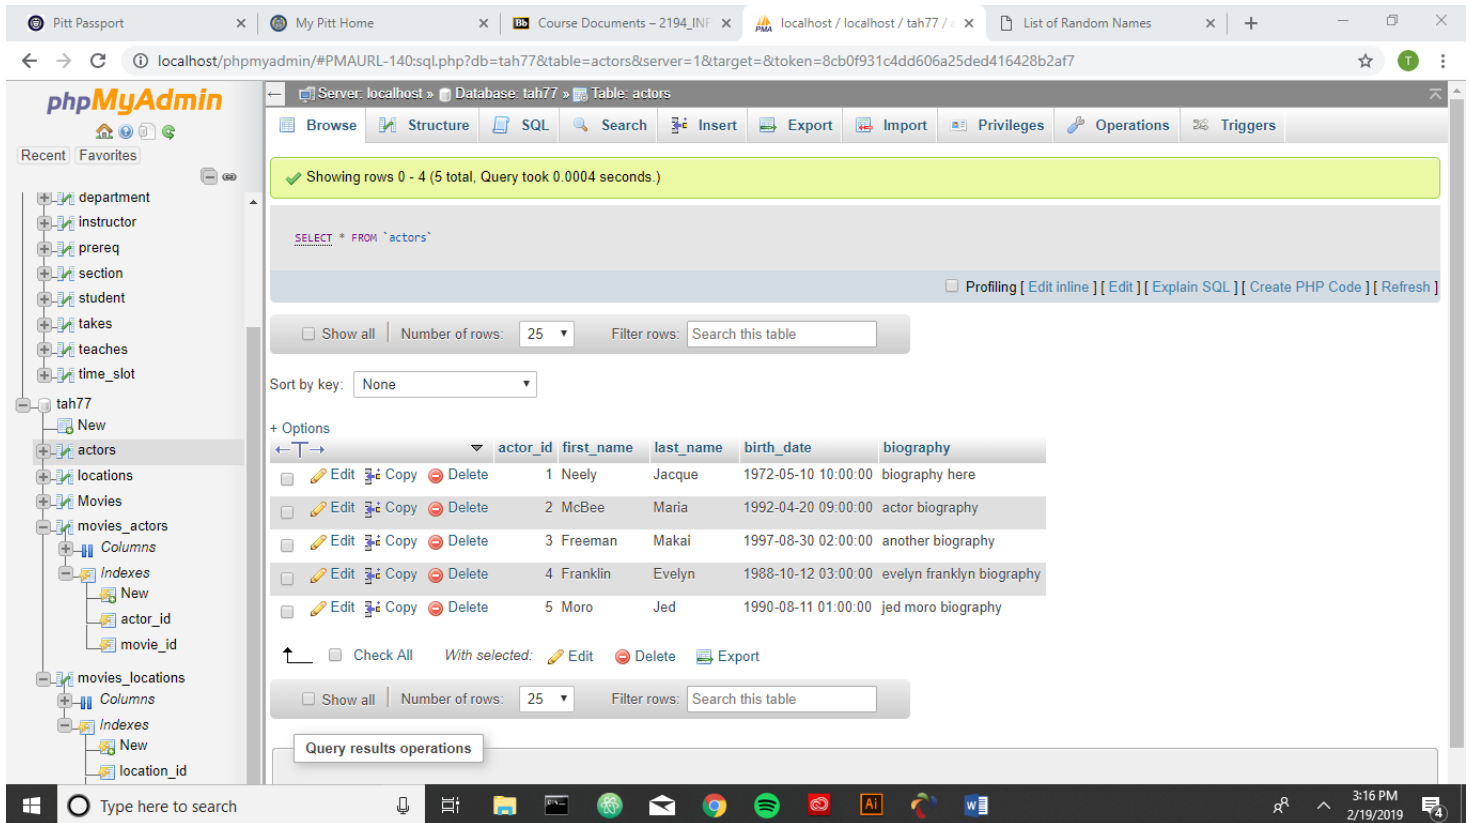 Pitt Passport
My Pitt Home
Course Documents – 2194_INF
localhost / localhost / tah77 / a
List of Random Names
localhost/phpmyadmin/#PMAURL-140:sql.php?db=tah77&table=actors&server=1&target=&token=8cb0f931c4dd606a25ded416428b2af7
T
phpMyAdmin
Recent Favorites
department
instructor
prereq
section
student
takes
teaches
time_slot
tah77
New
actors
locations
Movies
movies_actors
Columns
Indexes
New
actor_id
movie_id
movies_locations
Columns
Indexes
New
location_id
Server: localhost » Database: tah77 » Table: actors
Browse Structure SQL Search Insert Export Import Privileges Operations Triggers
Showing rows 0 - 4 (5 total, Query took 0.0004 seconds.)
SELECT * FROM `actors`
Profiling [ Edit inline ] [ Edit ] [ Explain SQL ] [ Create PHP Code ] [ Refresh ]
Show all Number of rows: 25 Filter rows: Search this table
Sort by key: None
+ Options
actor_id first_name last_name birth_date biography
Edit Copy Delete 1 Neely Jacque 1972-05-10 10:00:00 biography here
Edit Copy Delete 2 McBee Maria 1992-04-20 09:00:00 actor biography
Edit Copy Delete 3 Freeman Makai 1997-08-30 02:00:00 another biography
Edit Copy Delete 4 Franklin Evelyn 1988-10-12 03:00:00 evelyn franklyn biography
Edit Copy Delete 5 Moro Jed 1990-08-11 01:00:00 jed moro biography
Check All With selected: Edit Delete Export
Show all Number of rows: 25 Filter rows: Search this table
Query results operations
Type here to search
3:16 PM
2/19/2019